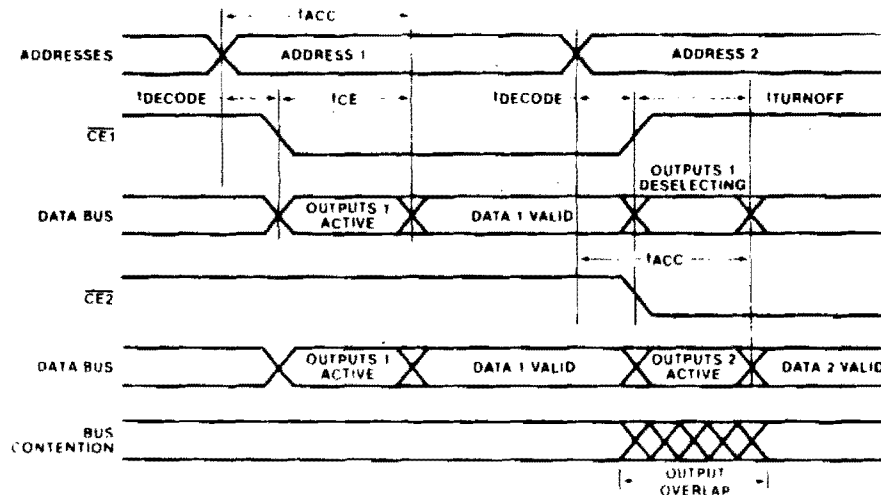 tACC
ADDRESSES
ADDRESS 1
ADDRESS 2
tDECODE
tCE
tDECODE
tTURNOFF
CE1
OUTPUTS 1
DESELECTING
DATA BUS
OUTPUTS 1
ACTIVE
DATA 1 VALID
tACC
CE2
DATA BUS
OUTPUTS 1
ACTIVE
DATA 1 VALID
OUTPUTS 2
ACTIVE
DATA 2 VALID
BUS
CONTENTION
OUTPUT
OVERLAP